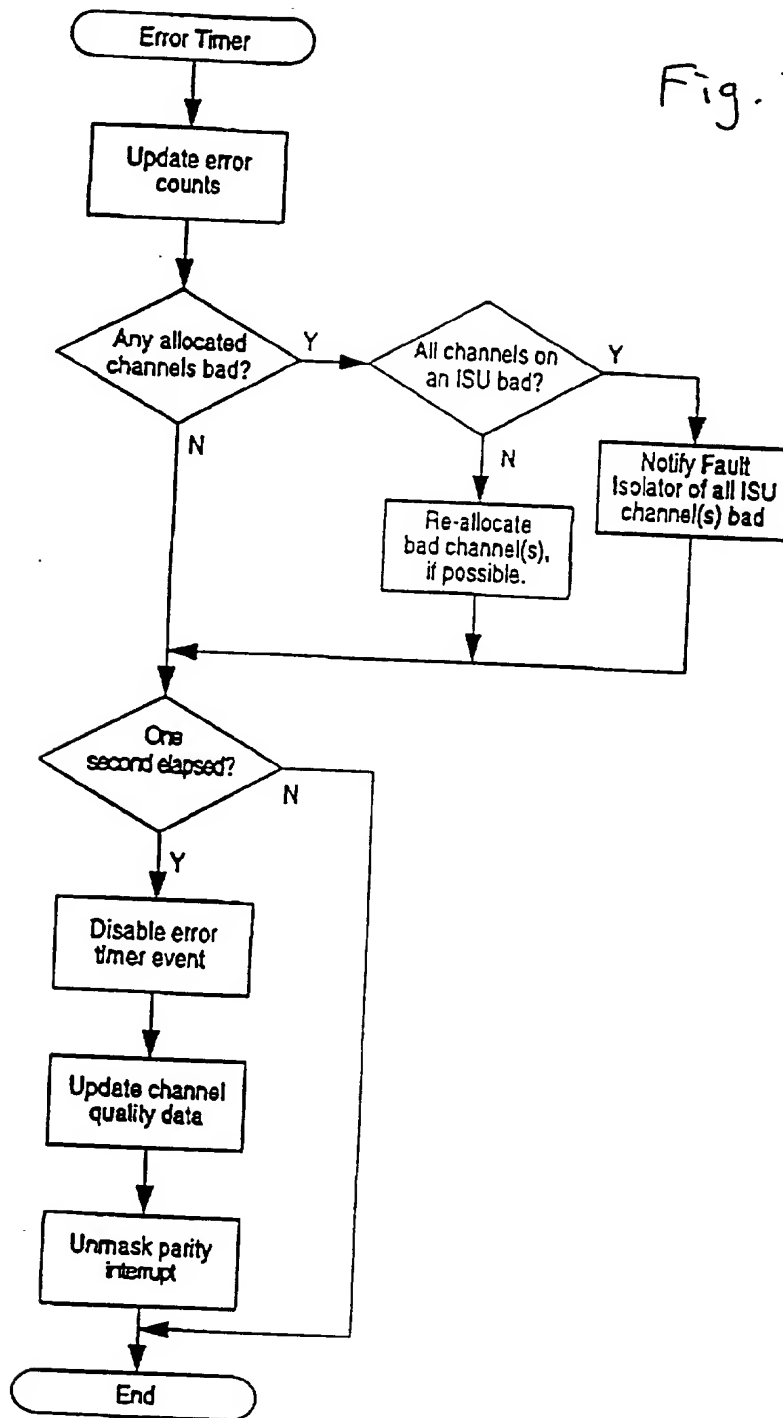 Error Timer
Fig.
Update error
counts
Any allocated
channels bad?
Y
All channels on
an ISU bad?
Y
N
N
Notify Fault
Isolator of all ISU
channel(s) bad
Re-allocate
bad channel(s),
if possible.
One
second elapsed?
N
Y
Disable error
timer event
Update channel
quality data
Unmask parity
interrupt
End